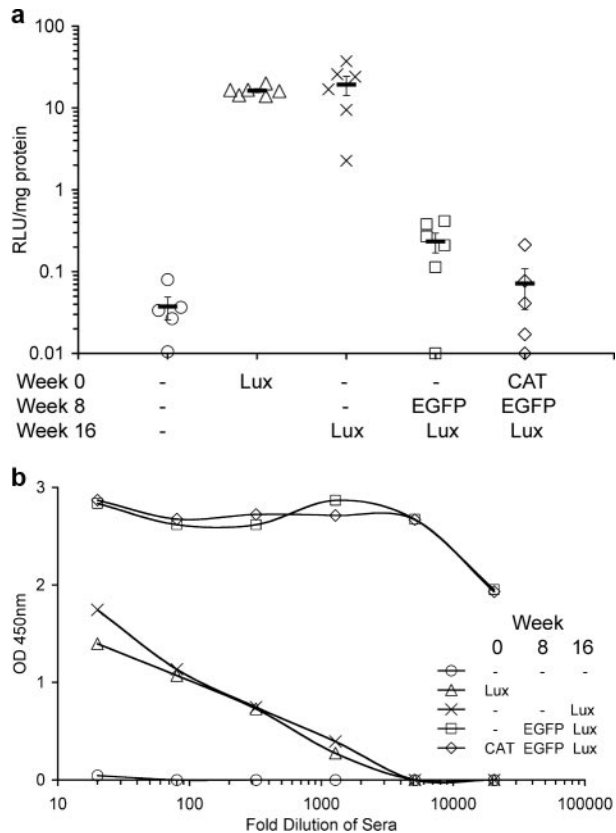 a
100
10
1
0.1
0.01
RLU/mg protein
Week 0 - Lux - - CAT
Week 8 - - EGFP EGFP
Week 16 - Lux Lux Lux
b
3
2
1
0
OD 450nm
10 100 1000 10000 100000
Fold Dilution of Sera
Week
0 8 16
- - -
Lux
- - Lux
- EGFP Lux
CAT EGFP Lux